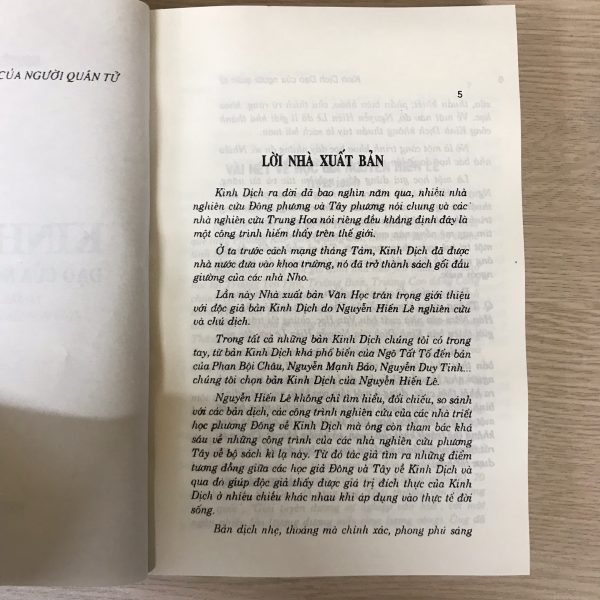 CỦA NGƯỜI QUÂN TỬ
5
LỜI NHÀ XUẤT BẢN
Kinh Dịch ra đời đã bao nghìn năm qua, nhiều nhà
nghiên cứu Đông phương và Tây phương nói chung và các
nhà nghiên cứu Trung Hoa nói riêng đều khẳng định đây là
một công trình hiếm thấy trên thế giới.
Ở ta trước cách mạng tháng Tám, Kinh Dịch đã được
nhà nước đưa vào khoa trường, nó đã trở thành sách gối đầu
giường của các nhà Nho.
Lần này Nhà xuất bản Văn Học trân trọng giới thiệu
với độc giả bản Kinh Dịch do Nguyễn Hiến Lê nghiên cứu
và chú dịch.
Trong tất cả những bản Kinh Dịch chúng tôi có trong
tay, từ bản Kinh Dịch khá phổ biến của Ngô Tất Tố đến bản
của Phan Bội Châu, Nguyễn Mạnh Bảo, Nguyễn Duy Tinh...
chúng tôi chọn bản Kinh Dịch của Nguyễn Hiến Lê.
Nguyễn Hiến Lê không chỉ tìm hiểu, đối chiếu, so sánh
với các bản dịch, các công trình nghiên cứu của các nhà triết
học phương Đông về Kinh Dịch mà ông còn tham bác khá
sâu về những công trình của các nhà nghiên cứu phương
Tây về bộ sách kì lạ này. Từ đó tác giả tìm ra những điểm
tương đồng giữa các học giả Đông và Tây về Kinh Dịch và
qua đó giúp độc giả thấy được giá trị đích thực của Kinh
Dịch ở nhiều chiều khác nhau khi áp dụng vào thực tế đời
sống.
Bản dịch nhẹ, thoáng mà chính xác, phong phú sáng